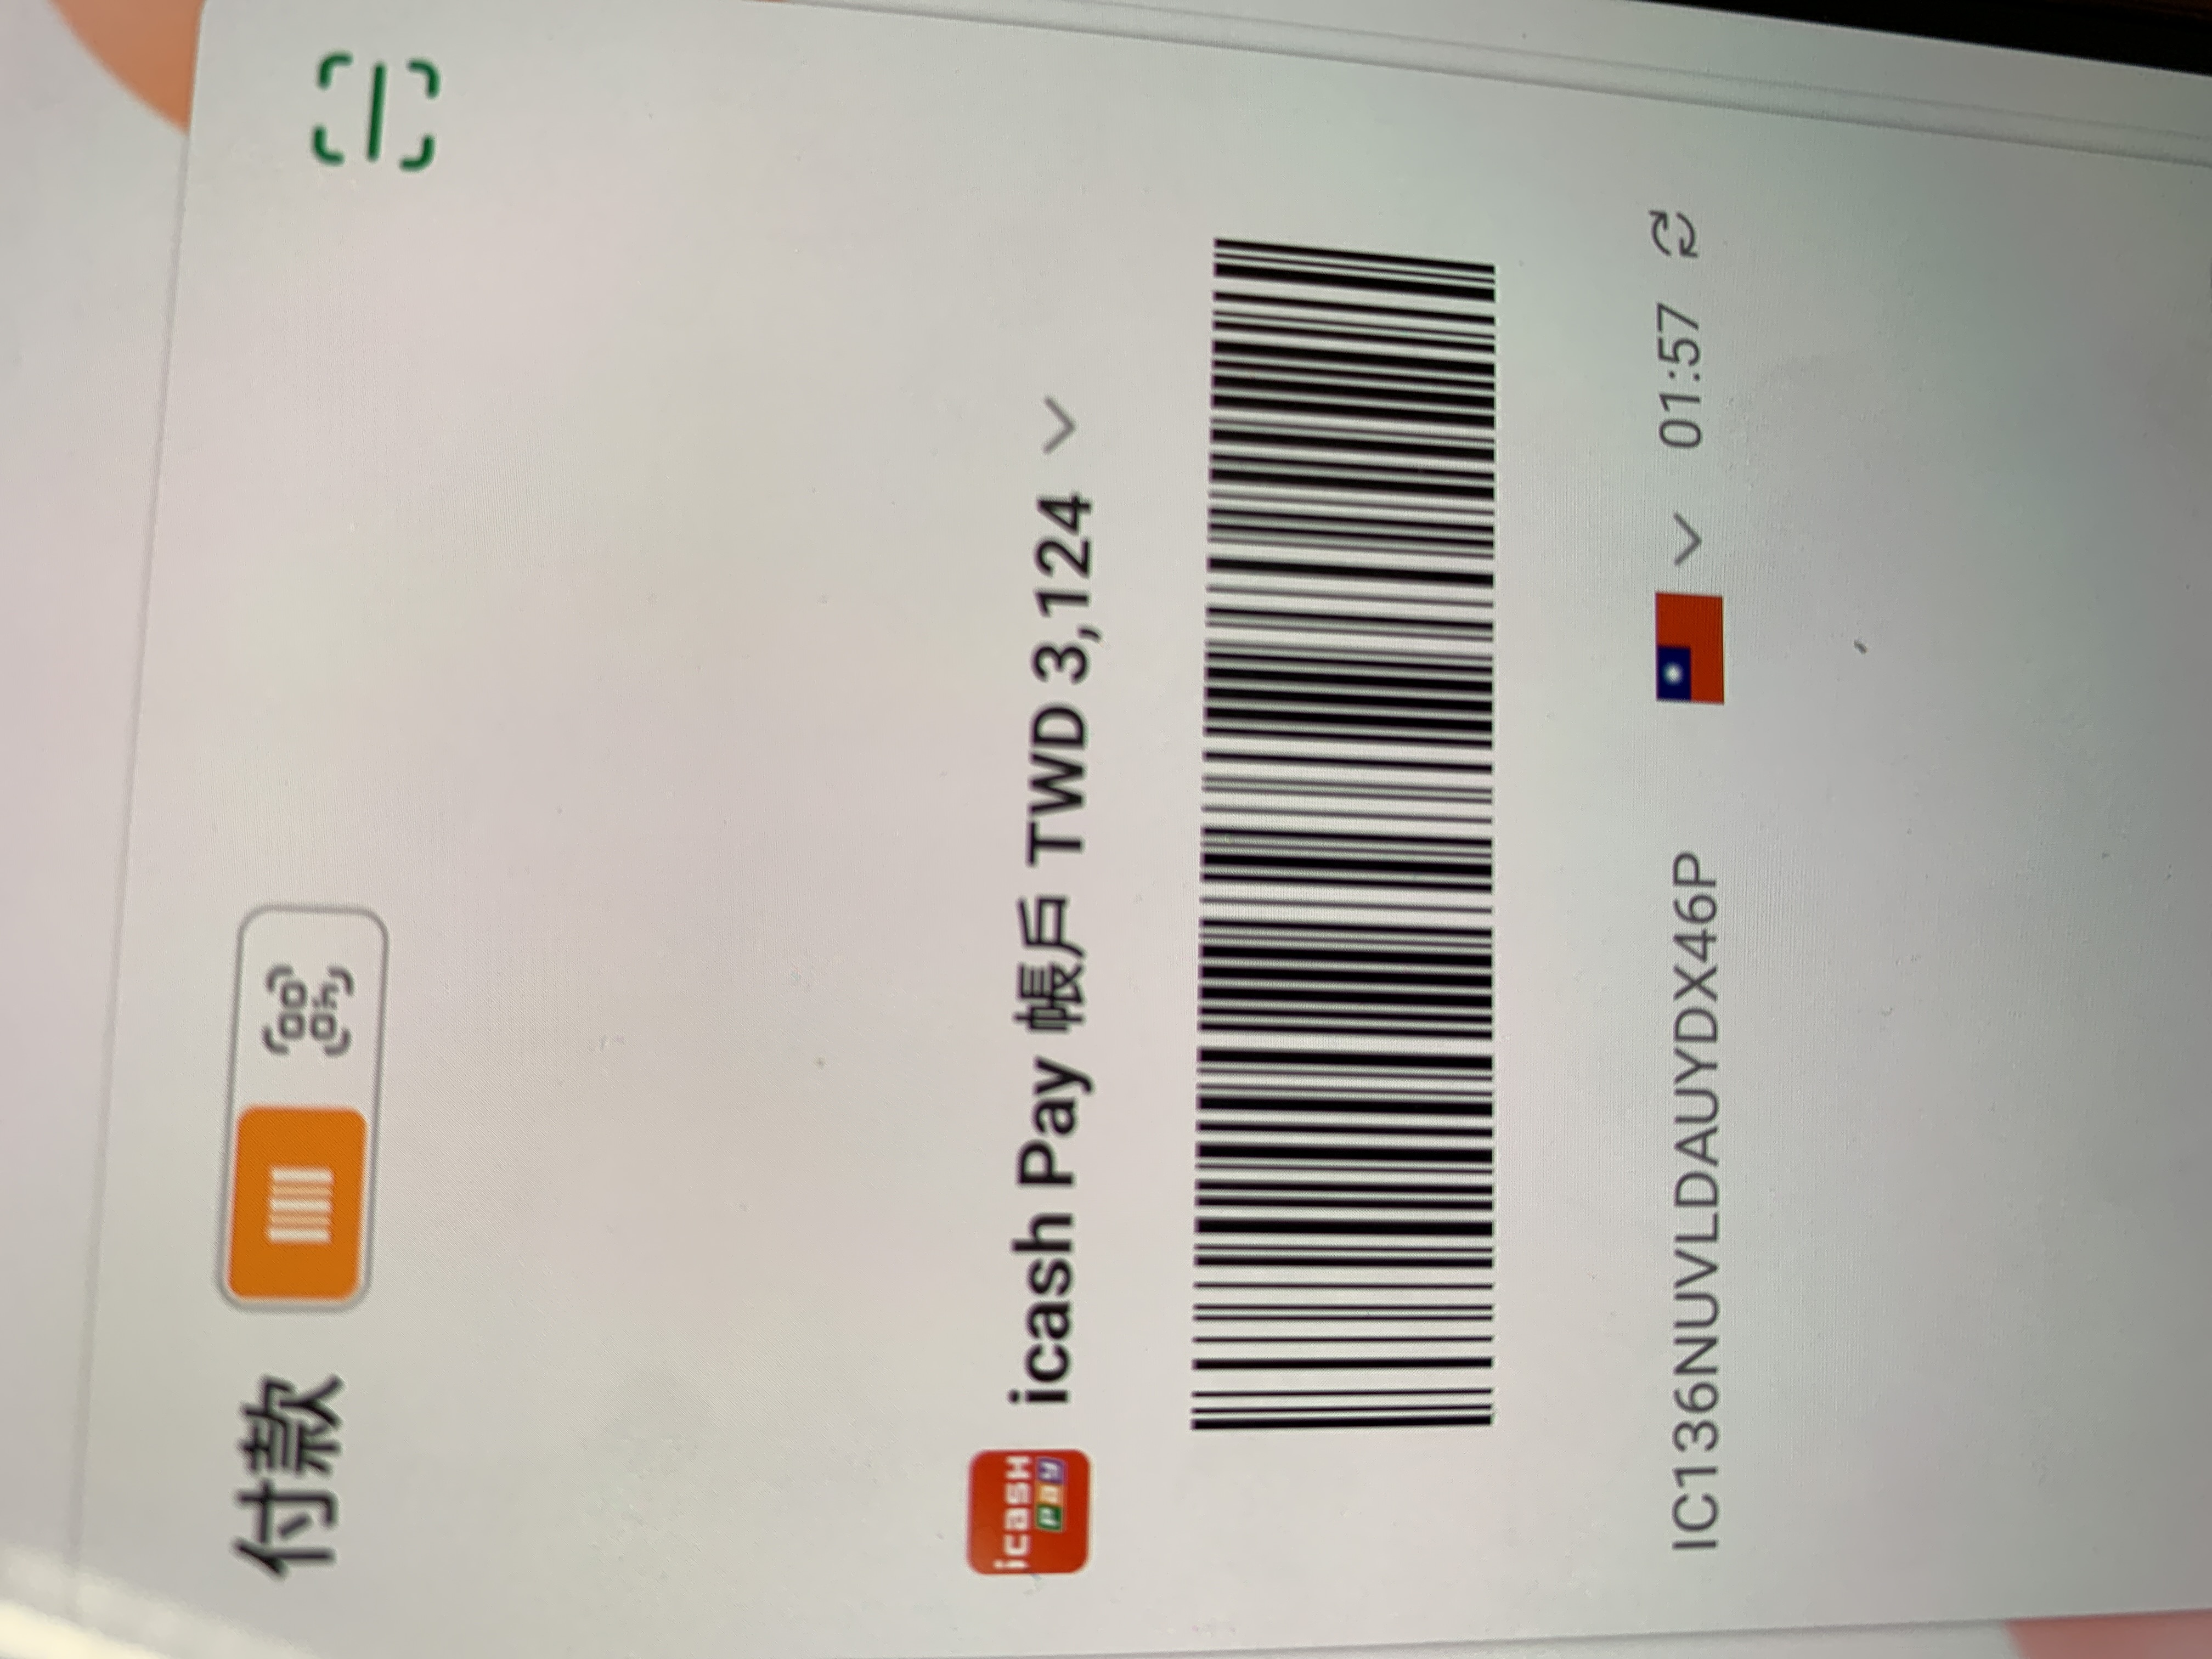 付款
icash Pay
icash Pay 帳戶 TWD 3,124
IC136NUVLDAUYDX46P
01:57